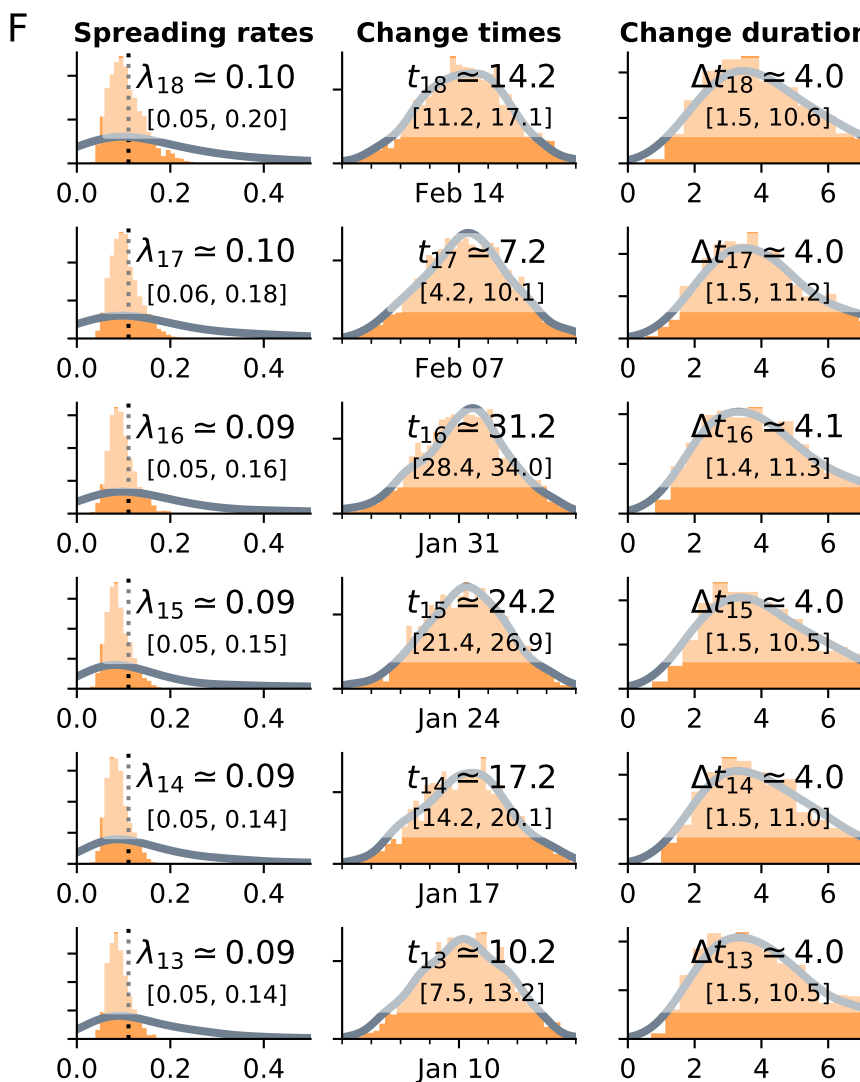 F
Spreading rates Change times Change duration
λ18 ≃ 0.10 t18 ≃ 14.2 Δt18 ≃ 4.0
[0.05, 0.20] [11.2, 17.1] [1.5, 10.6]
0.0 0.2 0.4 Feb 14 0 2 4 6
λ17 ≃ 0.10 t17 ≃ 7.2 Δt17 ≃ 4.0
[0.06, 0.18] [4.2, 10.1] [1.5, 11.2]
0.0 0.2 0.4 Feb 07 0 2 4 6
λ16 ≃ 0.09 t16 ≃ 31.2 Δt16 ≃ 4.1
[0.05, 0.16] [28.4, 34.0] [1.4, 11.3]
0.0 0.2 0.4 Jan 31 0 2 4 6
λ15 ≃ 0.09 t15 ≃ 24.2 Δt15 ≃ 4.0
[0.05, 0.15] [21.4, 26.9] [1.5, 10.5]
0.0 0.2 0.4 Jan 24 0 2 4 6
λ14 ≃ 0.09 t14 ≃ 17.2 Δt14 ≃ 4.0
[0.05, 0.14] [14.2, 20.1] [1.5, 11.0]
0.0 0.2 0.4 Jan 17 0 2 4 6
λ13 ≃ 0.09 t13 ≃ 10.2 Δt13 ≃ 4.0
[0.05, 0.14] [7.5, 13.2] [1.5, 10.5]
0.0 0.2 0.4 Jan 10 0 2 4 6